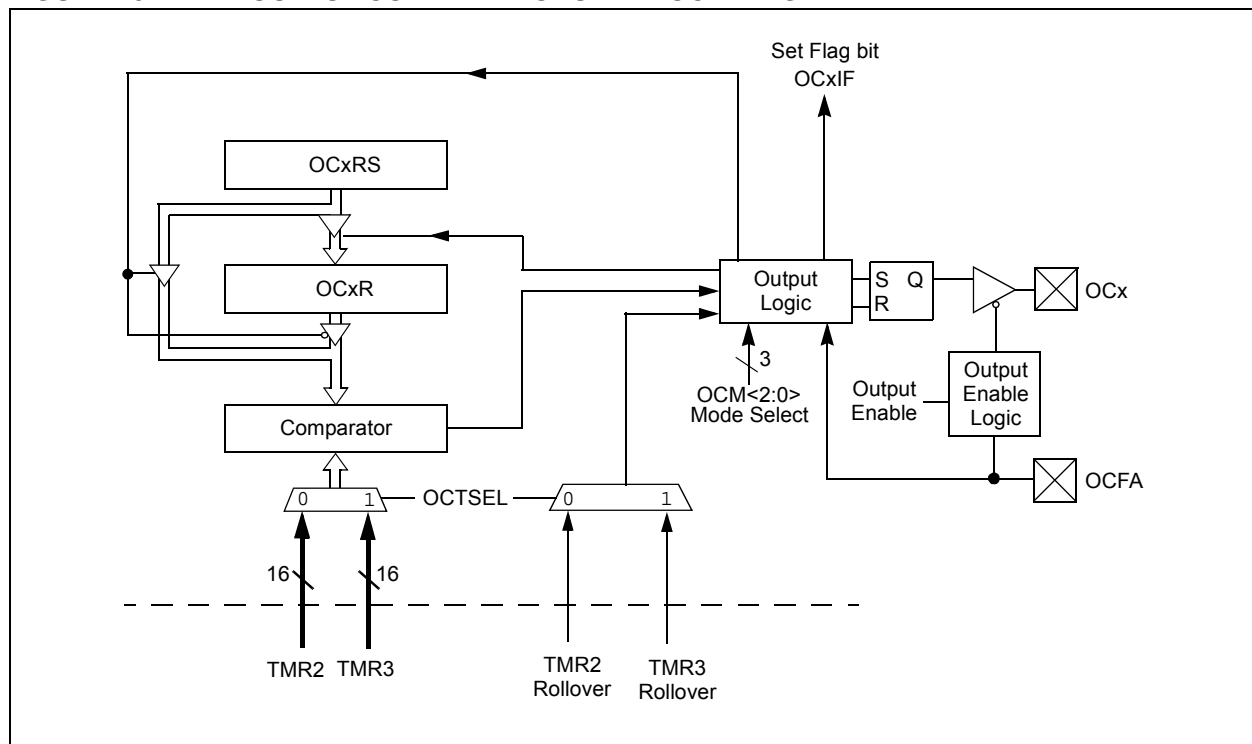 Set Flag bit
OCxIF
OCxRS
OCxR
Output
Logic
S Q
R
OCx
3
OCM<2:0>
Mode Select
Output
Enable
Output
Enable
Logic
Comparator
OCFA
0 1
OCTSEL
0 1
16
16
TMR2
TMR3
TMR2
Rollover
TMR3
Rollover